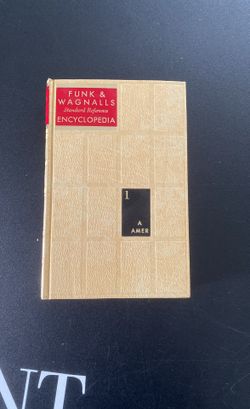 FUNK &
WAGNALLS
Standard Reference
ENCYCLOPEDIA
1
A
AMER
NT